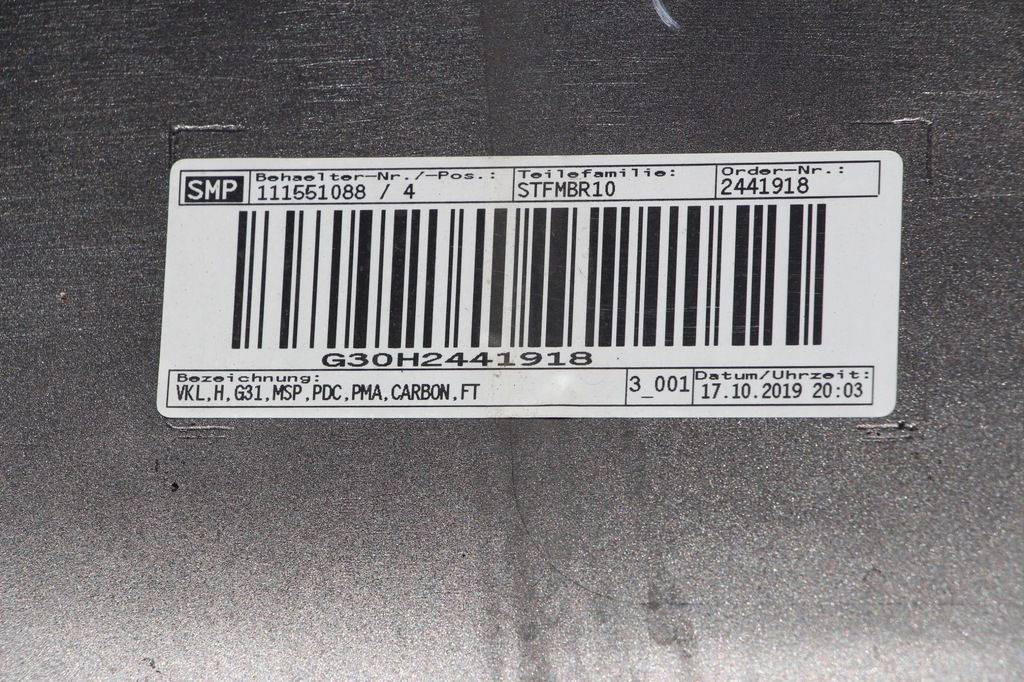 SMP
Behaelter-Nr./-Pos.: Teilefamilie: Order-Nr.:
111551088 / 4 STFMBR10 2441918
G30H2441918
Bezeichnung: 3_001 Datum/Uhrzeit:
VKL,H,G31,MSP,PDC,PMA,CARBON,FT 17.10.2019 20:03